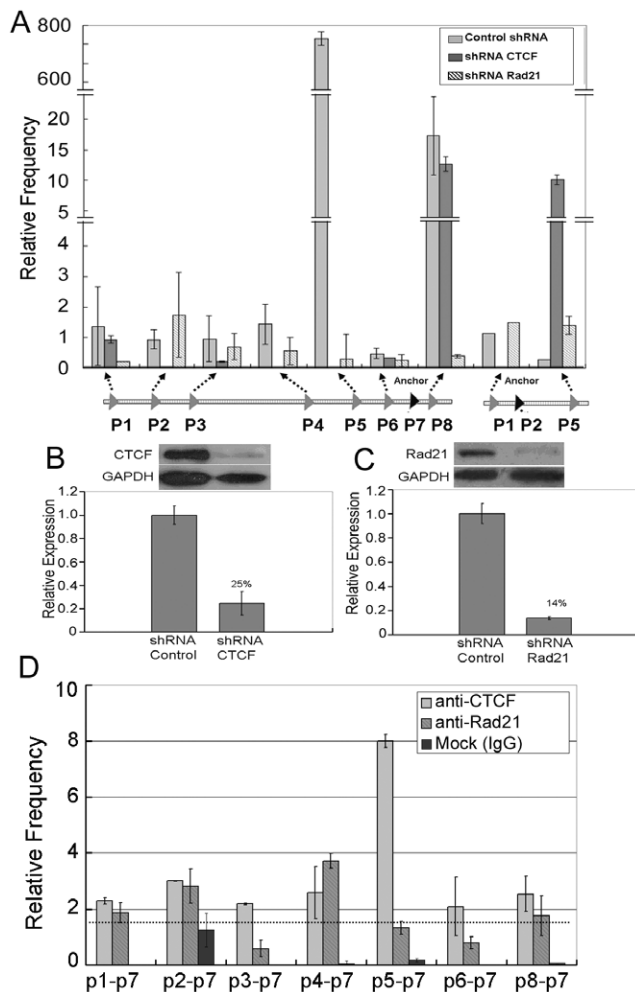 A
Relative Frequency
800
600
20
15
10
5
4
3
2
1
0
Control shRNA
shRNA CTCF
shRNA Rad21
Anchor
Anchor
P1 P2 P3 P4 P5 P6 P7 P8 P1 P2 P5
B
CTCF
GAPDH
Relative Expression
1.2
1.0
0.8
0.6
0.4
0.2
0
25%
shRNA Control
shRNA CTCF
C
Rad21
GAPDH
Relative Expression
1.2
1.0
0.8
0.6
0.4
0.2
0
14%
shRNA Control
shRNA Rad21
D
Relative Frequency
10
8
6
4
2
0
anti-CTCF
anti-Rad21
Mock (IgG)
p1-p7 p2-p7 p3-p7 p4-p7 p5-p7 p6-p7 p8-p7